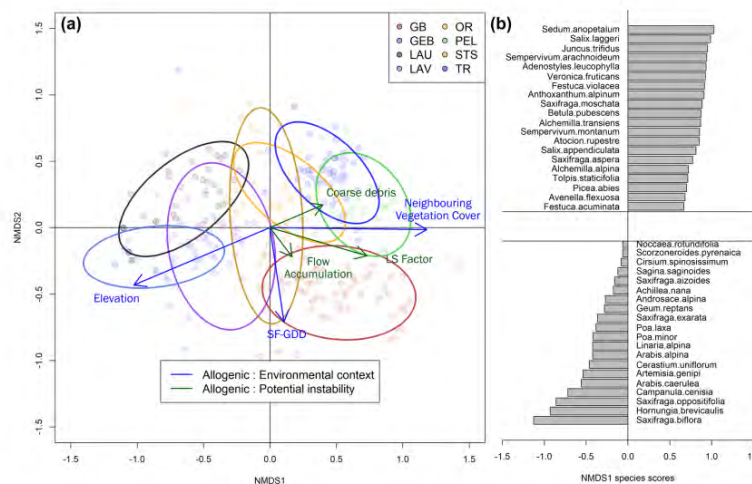 (a)
GB OR
GEB PEL
LAU STS
LAV TR
Coarse debris
Neighbouring
Vegetation Cover
Flow
Accumulation
LS Factor
Elevation
SF-GDD
Allogenic : Environmental context
Allogenic : Potential instability
NMDS2
1.5
1.0
0.5
0.0
-0.5
-1.0
-1.5
-1.5 -1.0 -0.5 0.0 0.5 1.0 1.5
NMDS1
(b)
Sedum.anopetalum
Salix.laggeri
Juncus.trifidus
Sempervivum.arachnoideum
Adenostyles.leucophylla
Veronica.fruticans
Festuca.violacea
Anthoxanthum.alpinum
Saxifraga.moschata
Betula.pubescens
Alchemilla.transiens
Sempervivum.montanum
Atocion.rupestre
Salix.appendiculata
Saxifraga.aspera
Alchemilla.alpina
Tolpis.staticifolia
Picea.abies
Avenella.flexuosa
Festuca.acuminata
Noccaea.rotundifolia
Scorzoneroides.pyrenaica
Cirsium.spinosissimum
Sagina.saginoides
Saxifraga.aizoides
Achillea.nana
Androsace.alpina
Geum.reptans
Saxifraga.exarata
Poa.laxa
Poa.minor
Linaria.alpina
Arabis.alpina
Cerastium.uniflorum
Artemisia.genipi
Arabis.caerulea
Campanula.cenisia
Saxifraga.oppositifolia
Hornungia.brevicaulis
Saxifraga.biflora
-1.5 -1.0 -0.5 0.0 0.5 1.0
NMDS1 species scores